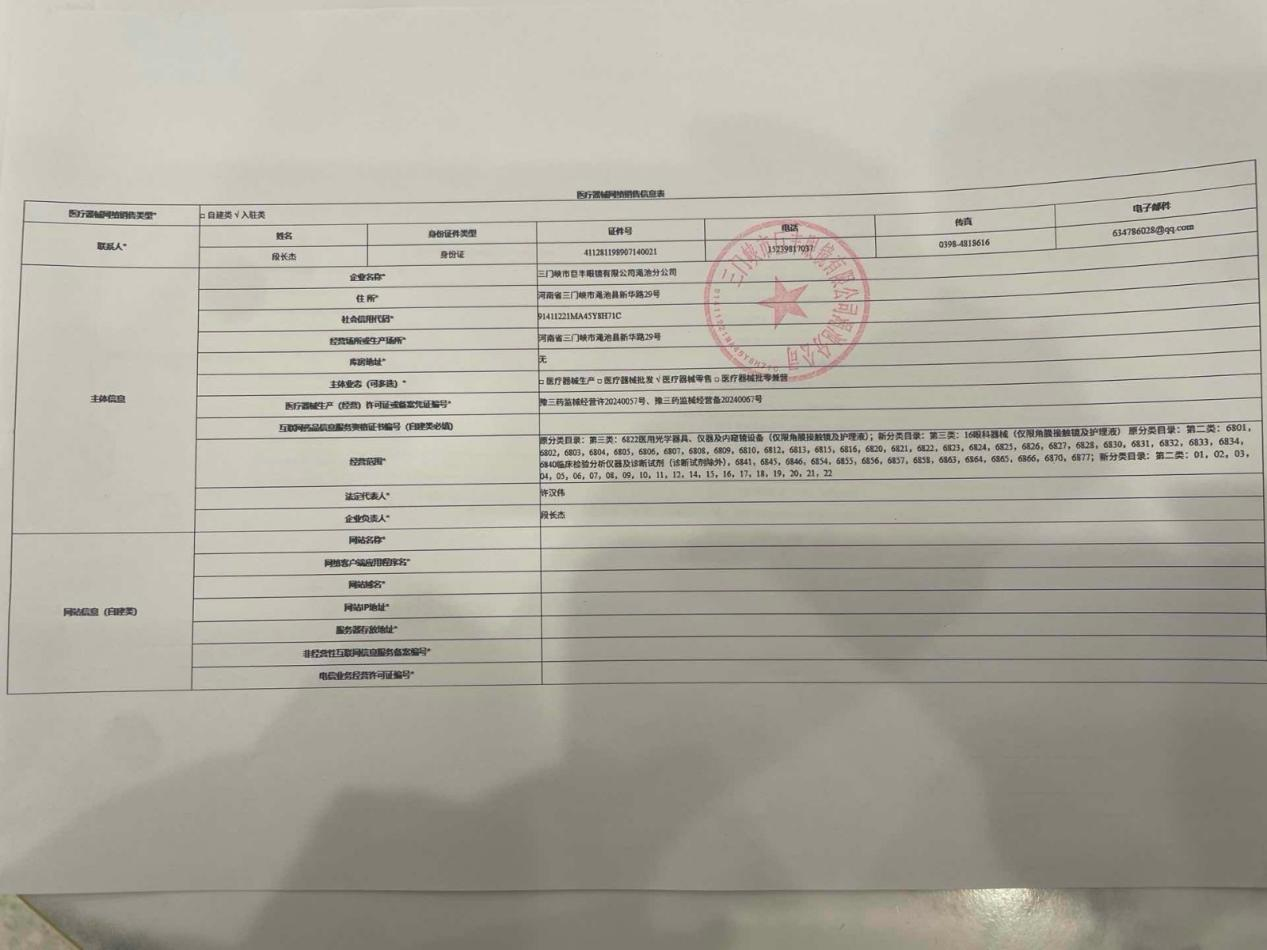 医疗器械网络销售信息表
医疗器械网络销售类型* □ 自建类 √ 入驻类
联系人* 姓名 身份证件类型 证件号 电话 传真 电子邮件
段长杰 身份证 411281198907140021 15239817037 0398-4818616 634786028@qq.com
主体信息
企业名称* 三门峡市巨丰眼镜有限公司渑池分公司
住 所* 河南省三门峡市渑池县新华路29号
社会信用代码* 91411221MA45Y8H71C
经营场所或生产场所* 河南省三门峡市渑池县新华路29号
库房地址* 无
主体业态（可多选）* □ 医疗器械生产 □ 医疗器械批发 √ 医疗器械零售 □ 医疗器械批零兼营
医疗器械生产（经营）许可证或备案凭证编号* 豫三药监械经营许20240057号、豫三药监械经营备20240067号
互联网药品信息服务资格证书编号（自建类必填）
经营范围*
原分类目录：第三类：6822医用光学器具、仪器及内窥镜设备（仅限角膜接触镜及护理液）；新分类目录：第三类：16眼科器械（仅限角膜接触镜及护理液） 原分类目录：第二类：6801，
6802，6803，6804，6805，6806，6807，6808，6809，6810，6812，6813，6815，6816，6820，6821，6822，6823，6824，6825，6826，6827，6828，6830，6831，6832，6833，6834，
6840临床检验分析仪器及诊断试剂（诊断试剂除外），6841，6845，6846，6854，6855，6856，6857，6858，6863，6864，6865，6866，6870，6877；新分类目录：第二类：01，02，03，
04，05，06，07，08，09，10，11，12，14，15，16，17，18，19，20，21，22
法定代表人* 许汉伟
企业负责人* 段长杰
网站信息（自建类）
网站名称*
网络客户端应用程序名*
网站域名*
网站IP地址*
服务器存放地址*
非经营性互联网信息服务备案编号*
电信业务经营许可证编号*
三门峡市巨丰眼镜有限公司渑池分公司
91411221MA45Y8H71C